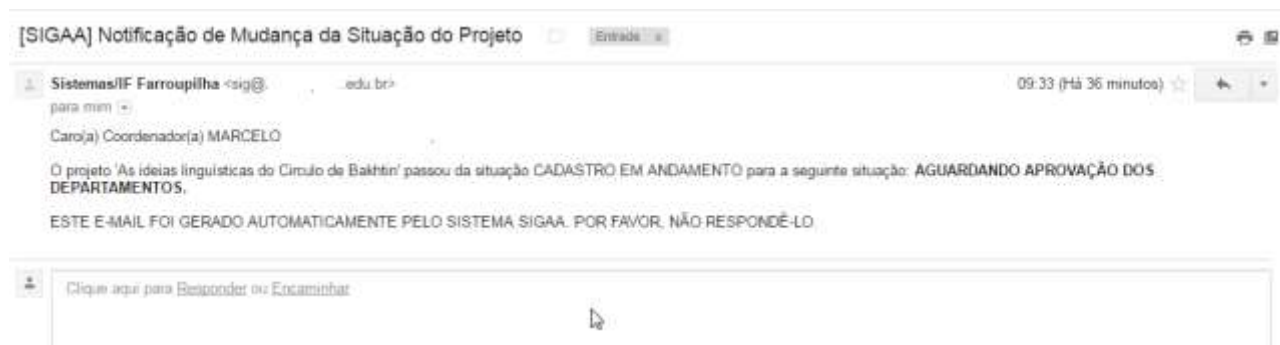 [SIGAA] Notificação de Mudança da Situação do Projeto Entrada x
Sistemas/IF Farroupilha <sig@. , .edu.br> 09:33 (Há 36 minutos)
para mim
Caro(a) Coordenador(a) MARCELO
O projeto 'As ideias linguísticas do Circulo de Bakhtin' passou da situação CADASTRO EM ANDAMENTO para a seguinte situação: AGUARDANDO APROVAÇÃO DOS
DEPARTAMENTOS.
ESTE E-MAIL FOI GERADO AUTOMATICAMENTE PELO SISTEMA SIGAA. POR FAVOR, NÃO RESPONDÊ-LO.
Clique aqui para Responder ou Encaminhar